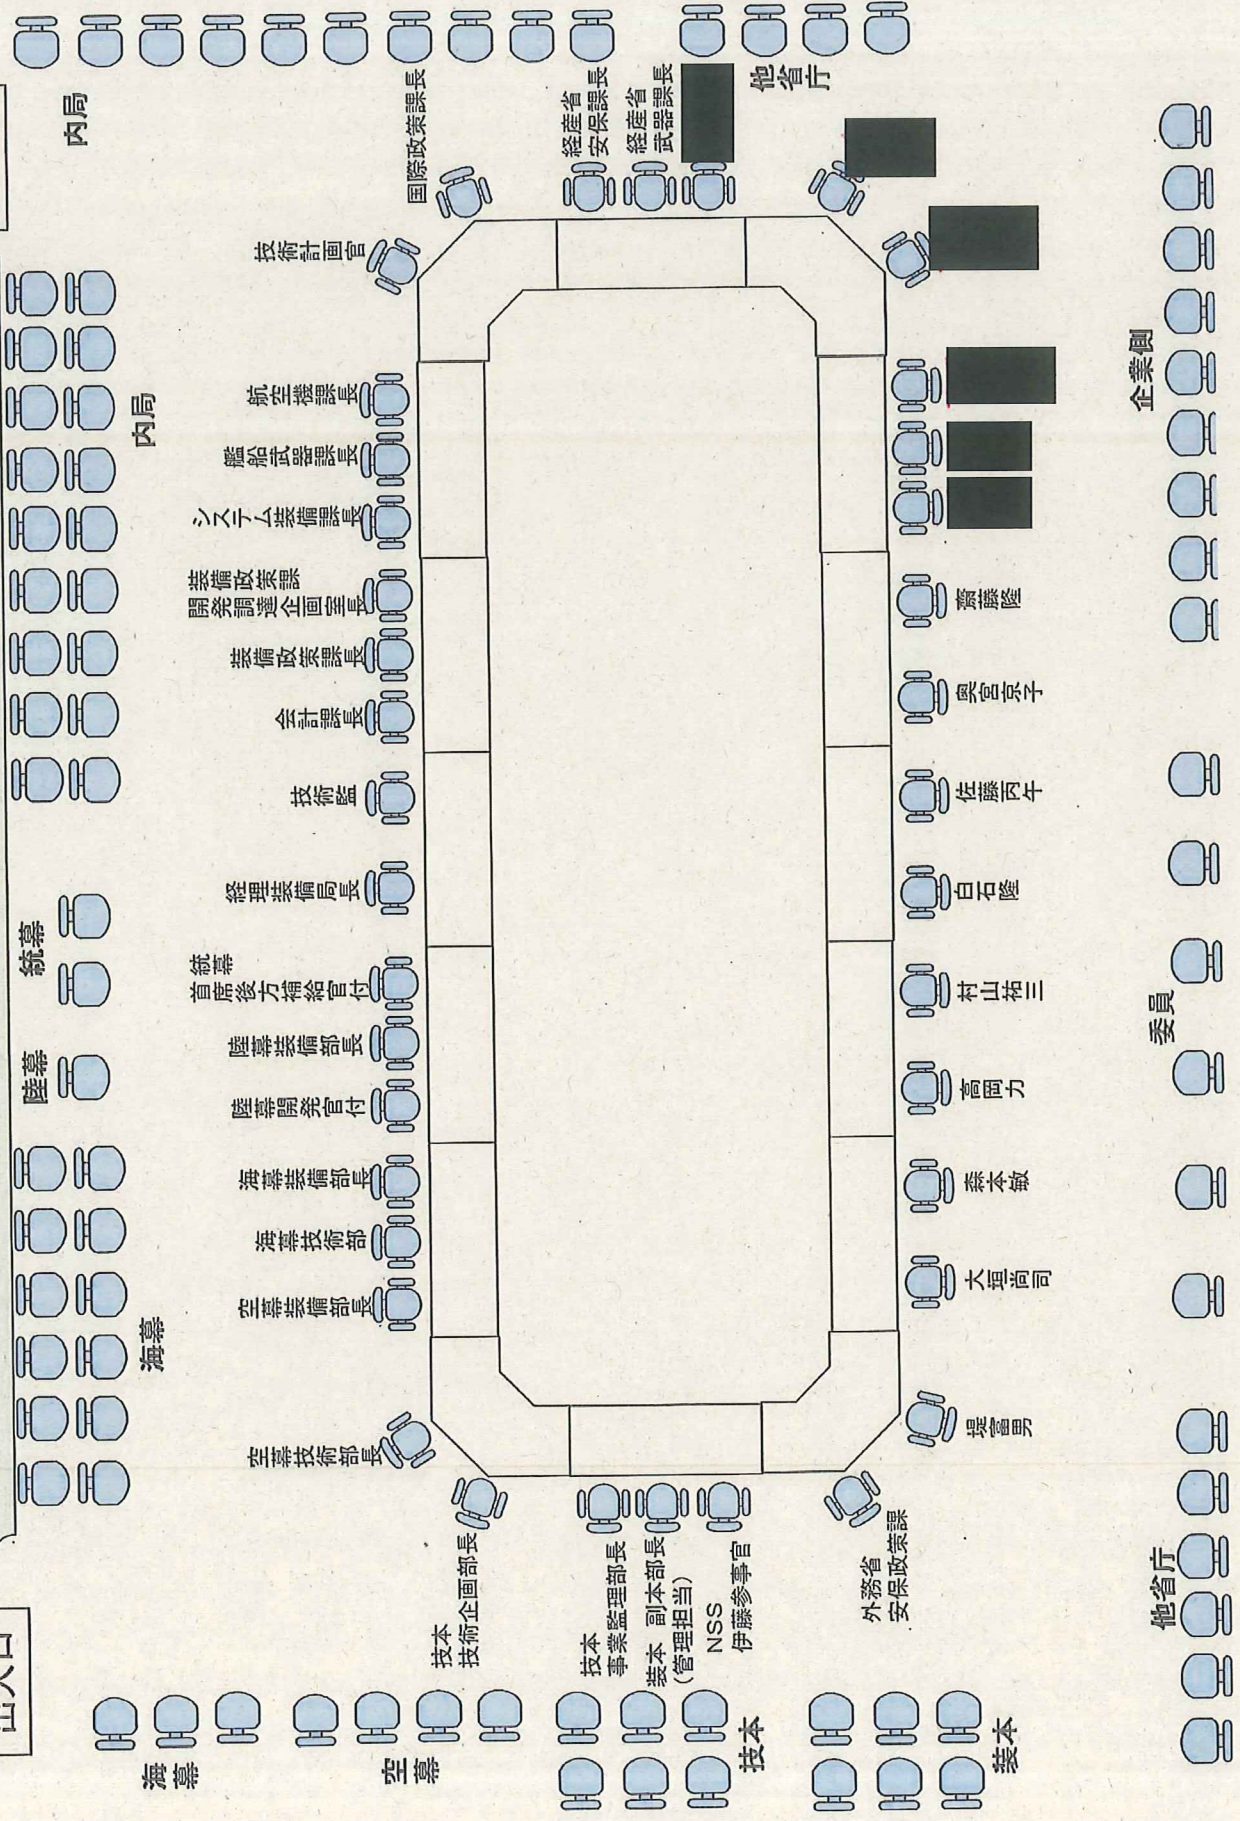 出入口
陸幕
統幕
内局
内局
海幕
海幕
空幕
技本
装本
空幕技術部長
空幕装備部長
海幕技術部
海幕装備部長
陸幕開発官付
陸幕装備部長
統幕
首席後方補給官付
経理装備局長
技術監
会計課長
装備政策課長
装備政策課
開発調達企画室長
システム装備課長
艦船武器課長
航空機課長
技術計画官
国際政策課長
経産省
安保課長
経産省
武器課長
他省庁
技本
技術企画部長
技本
事業監理部長
装本 副本部長
(管理担当)
NSS
伊藤参事官
外務省
安保政策課
堤富男
大垣尚司
森本敏
高岡力
村山裕三
白石隆
佐藤丙午
奥宮京子
齋藤隆
他省庁
委員
企業側